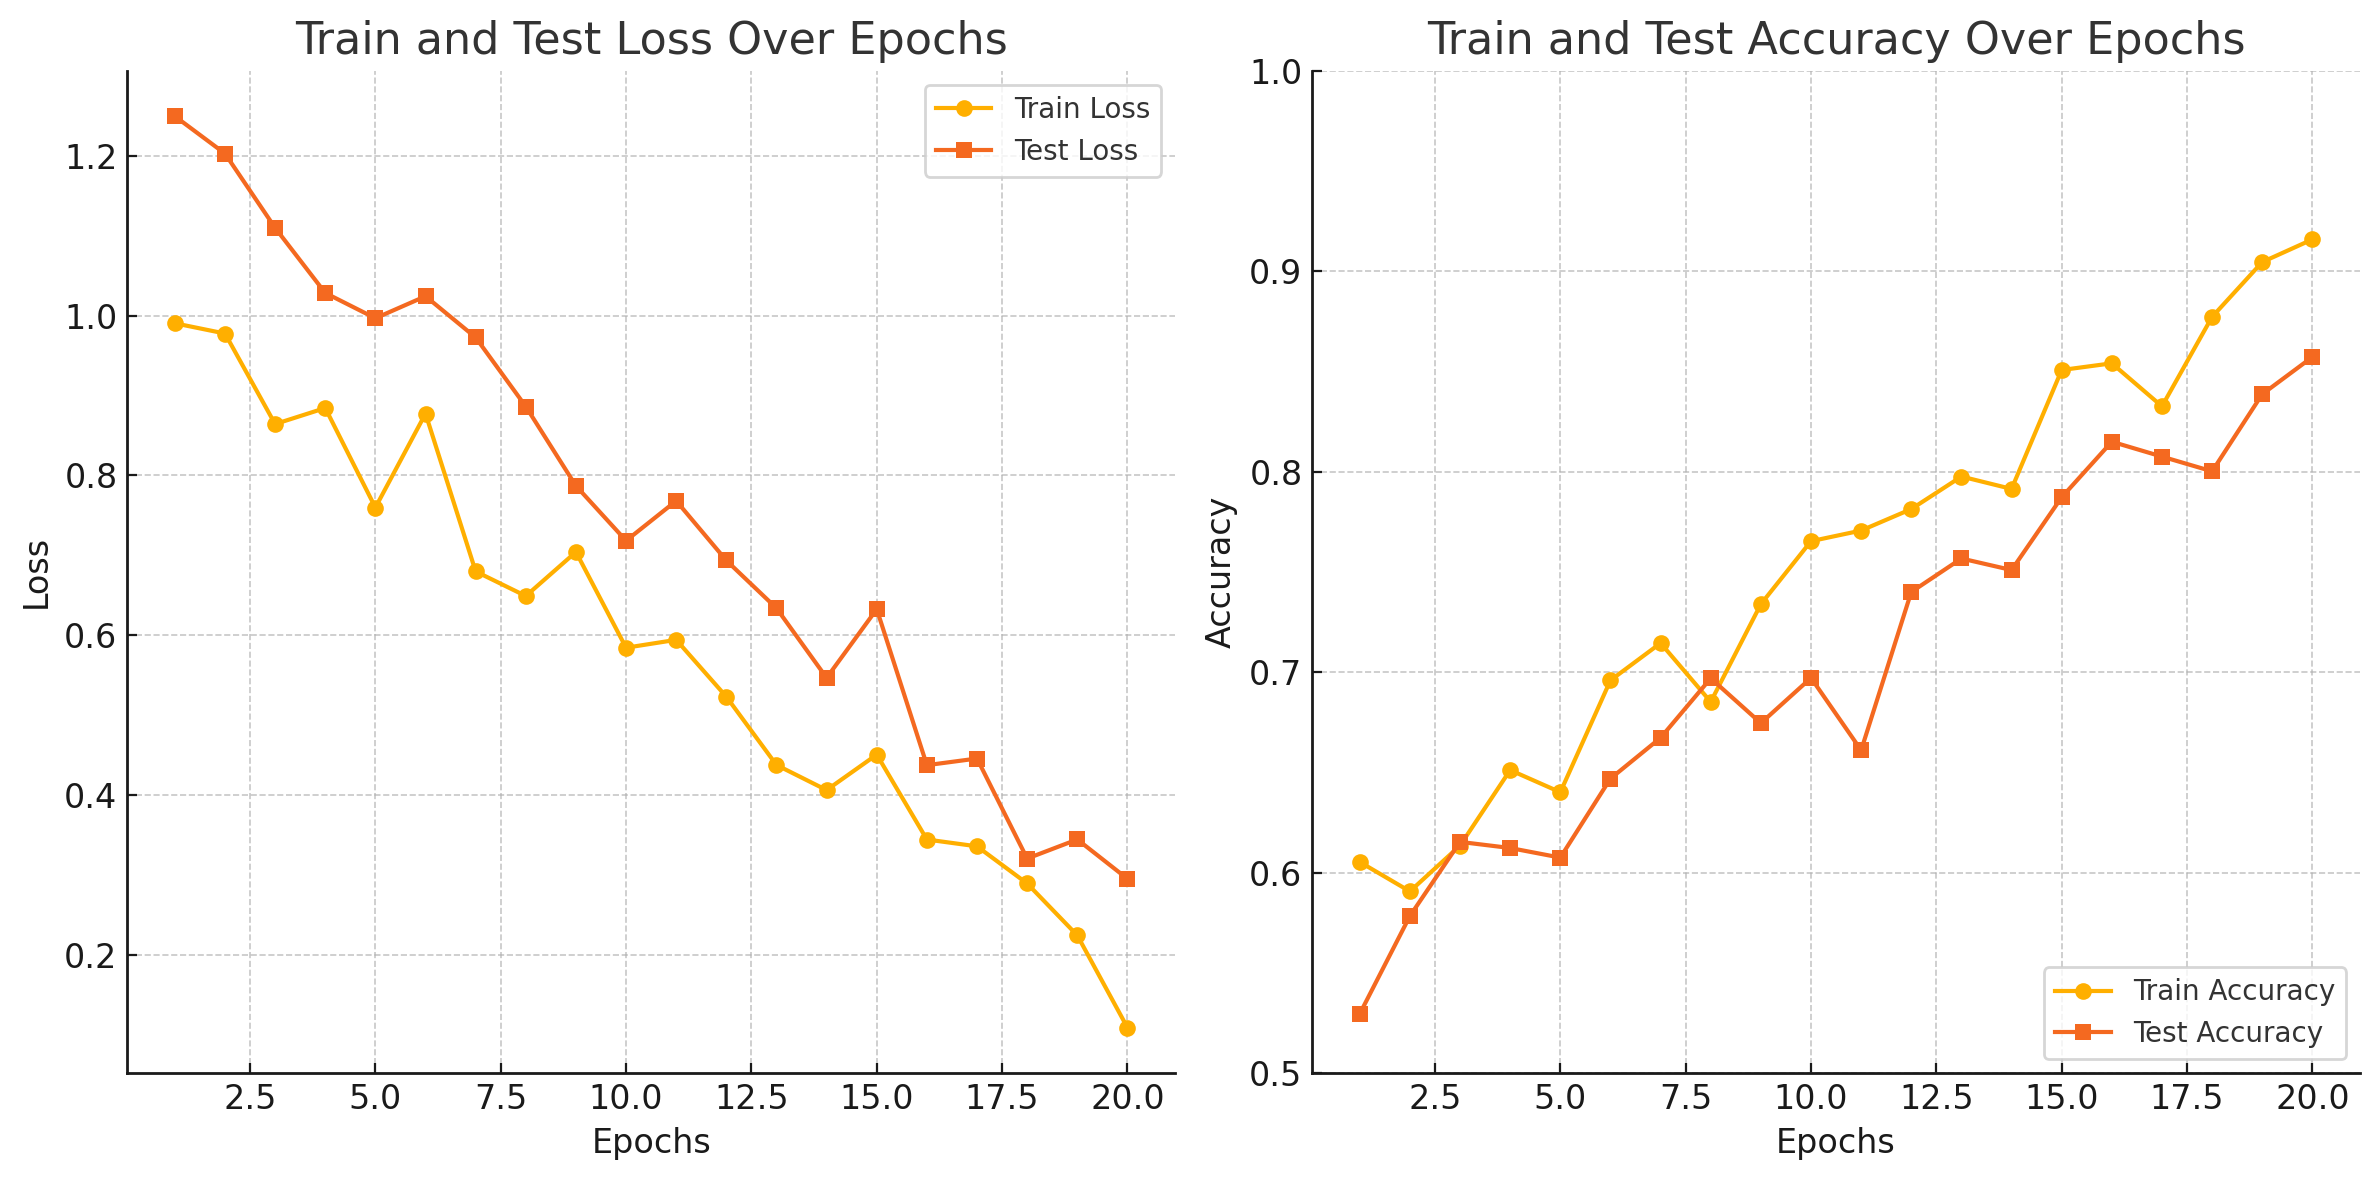 Train and Test Loss Over Epochs
Train Loss
Test Loss
1.2
1.0
0.8
0.6
0.4
0.2
Loss
2.5 5.0 7.5 10.0 12.5 15.0 17.5 20.0
Epochs
Train and Test Accuracy Over Epochs
1.0
0.9
0.8
0.7
0.6
0.5
Accuracy
Train Accuracy
Test Accuracy
2.5 5.0 7.5 10.0 12.5 15.0 17.5 20.0
Epochs